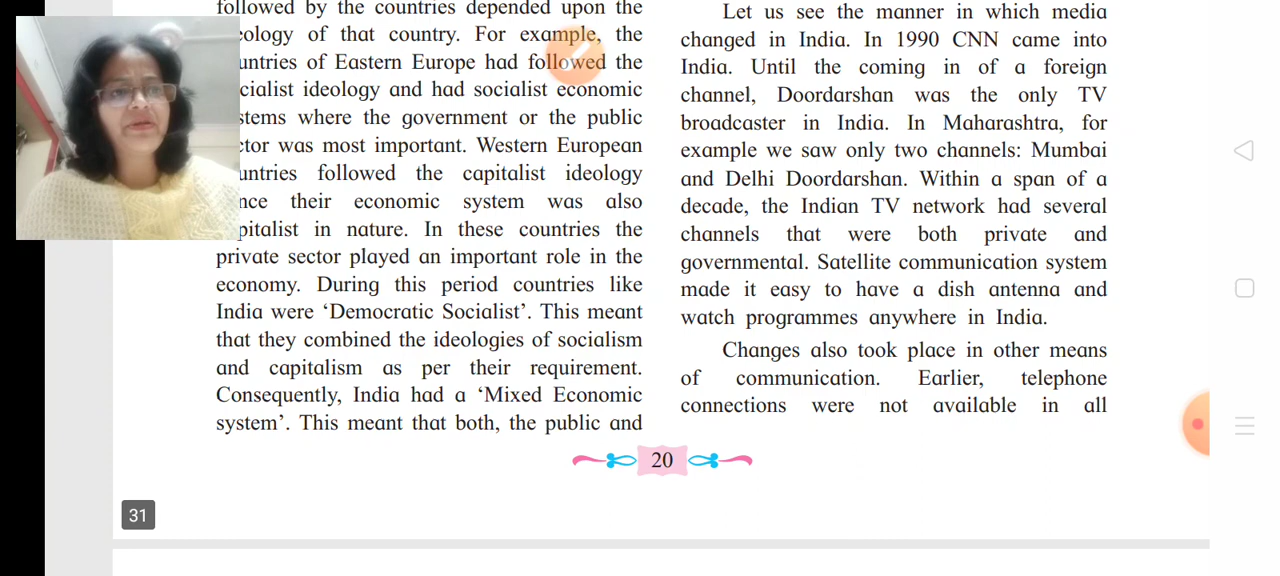 followed by the countries depended upon the
eology of that country. For example, the
untries of Eastern Europe had followed the
cialist ideology and had socialist economic
stems where the government or the public
ctor was most important. Western European
untries followed the capitalist ideology
nce their economic system was also
pitalist in nature. In these countries the
private sector played an important role in the
economy. During this period countries like
India were ‘Democratic Socialist’. This meant
that they combined the ideologies of socialism
and capitalism as per their requirement.
Consequently, India had a ‘Mixed Economic
system’. This meant that both, the public and
Let us see the manner in which media
changed in India. In 1990 CNN came into
India. Until the coming in of a foreign
channel, Doordarshan was the only TV
broadcaster in India. In Maharashtra, for
example we saw only two channels: Mumbai
and Delhi Doordarshan. Within a span of a
decade, the Indian TV network had several
channels that were both private and
governmental. Satellite communication system
made it easy to have a dish antenna and
watch programmes anywhere in India.
Changes also took place in other means
of communication. Earlier, telephone
connections were not available in all
20
31